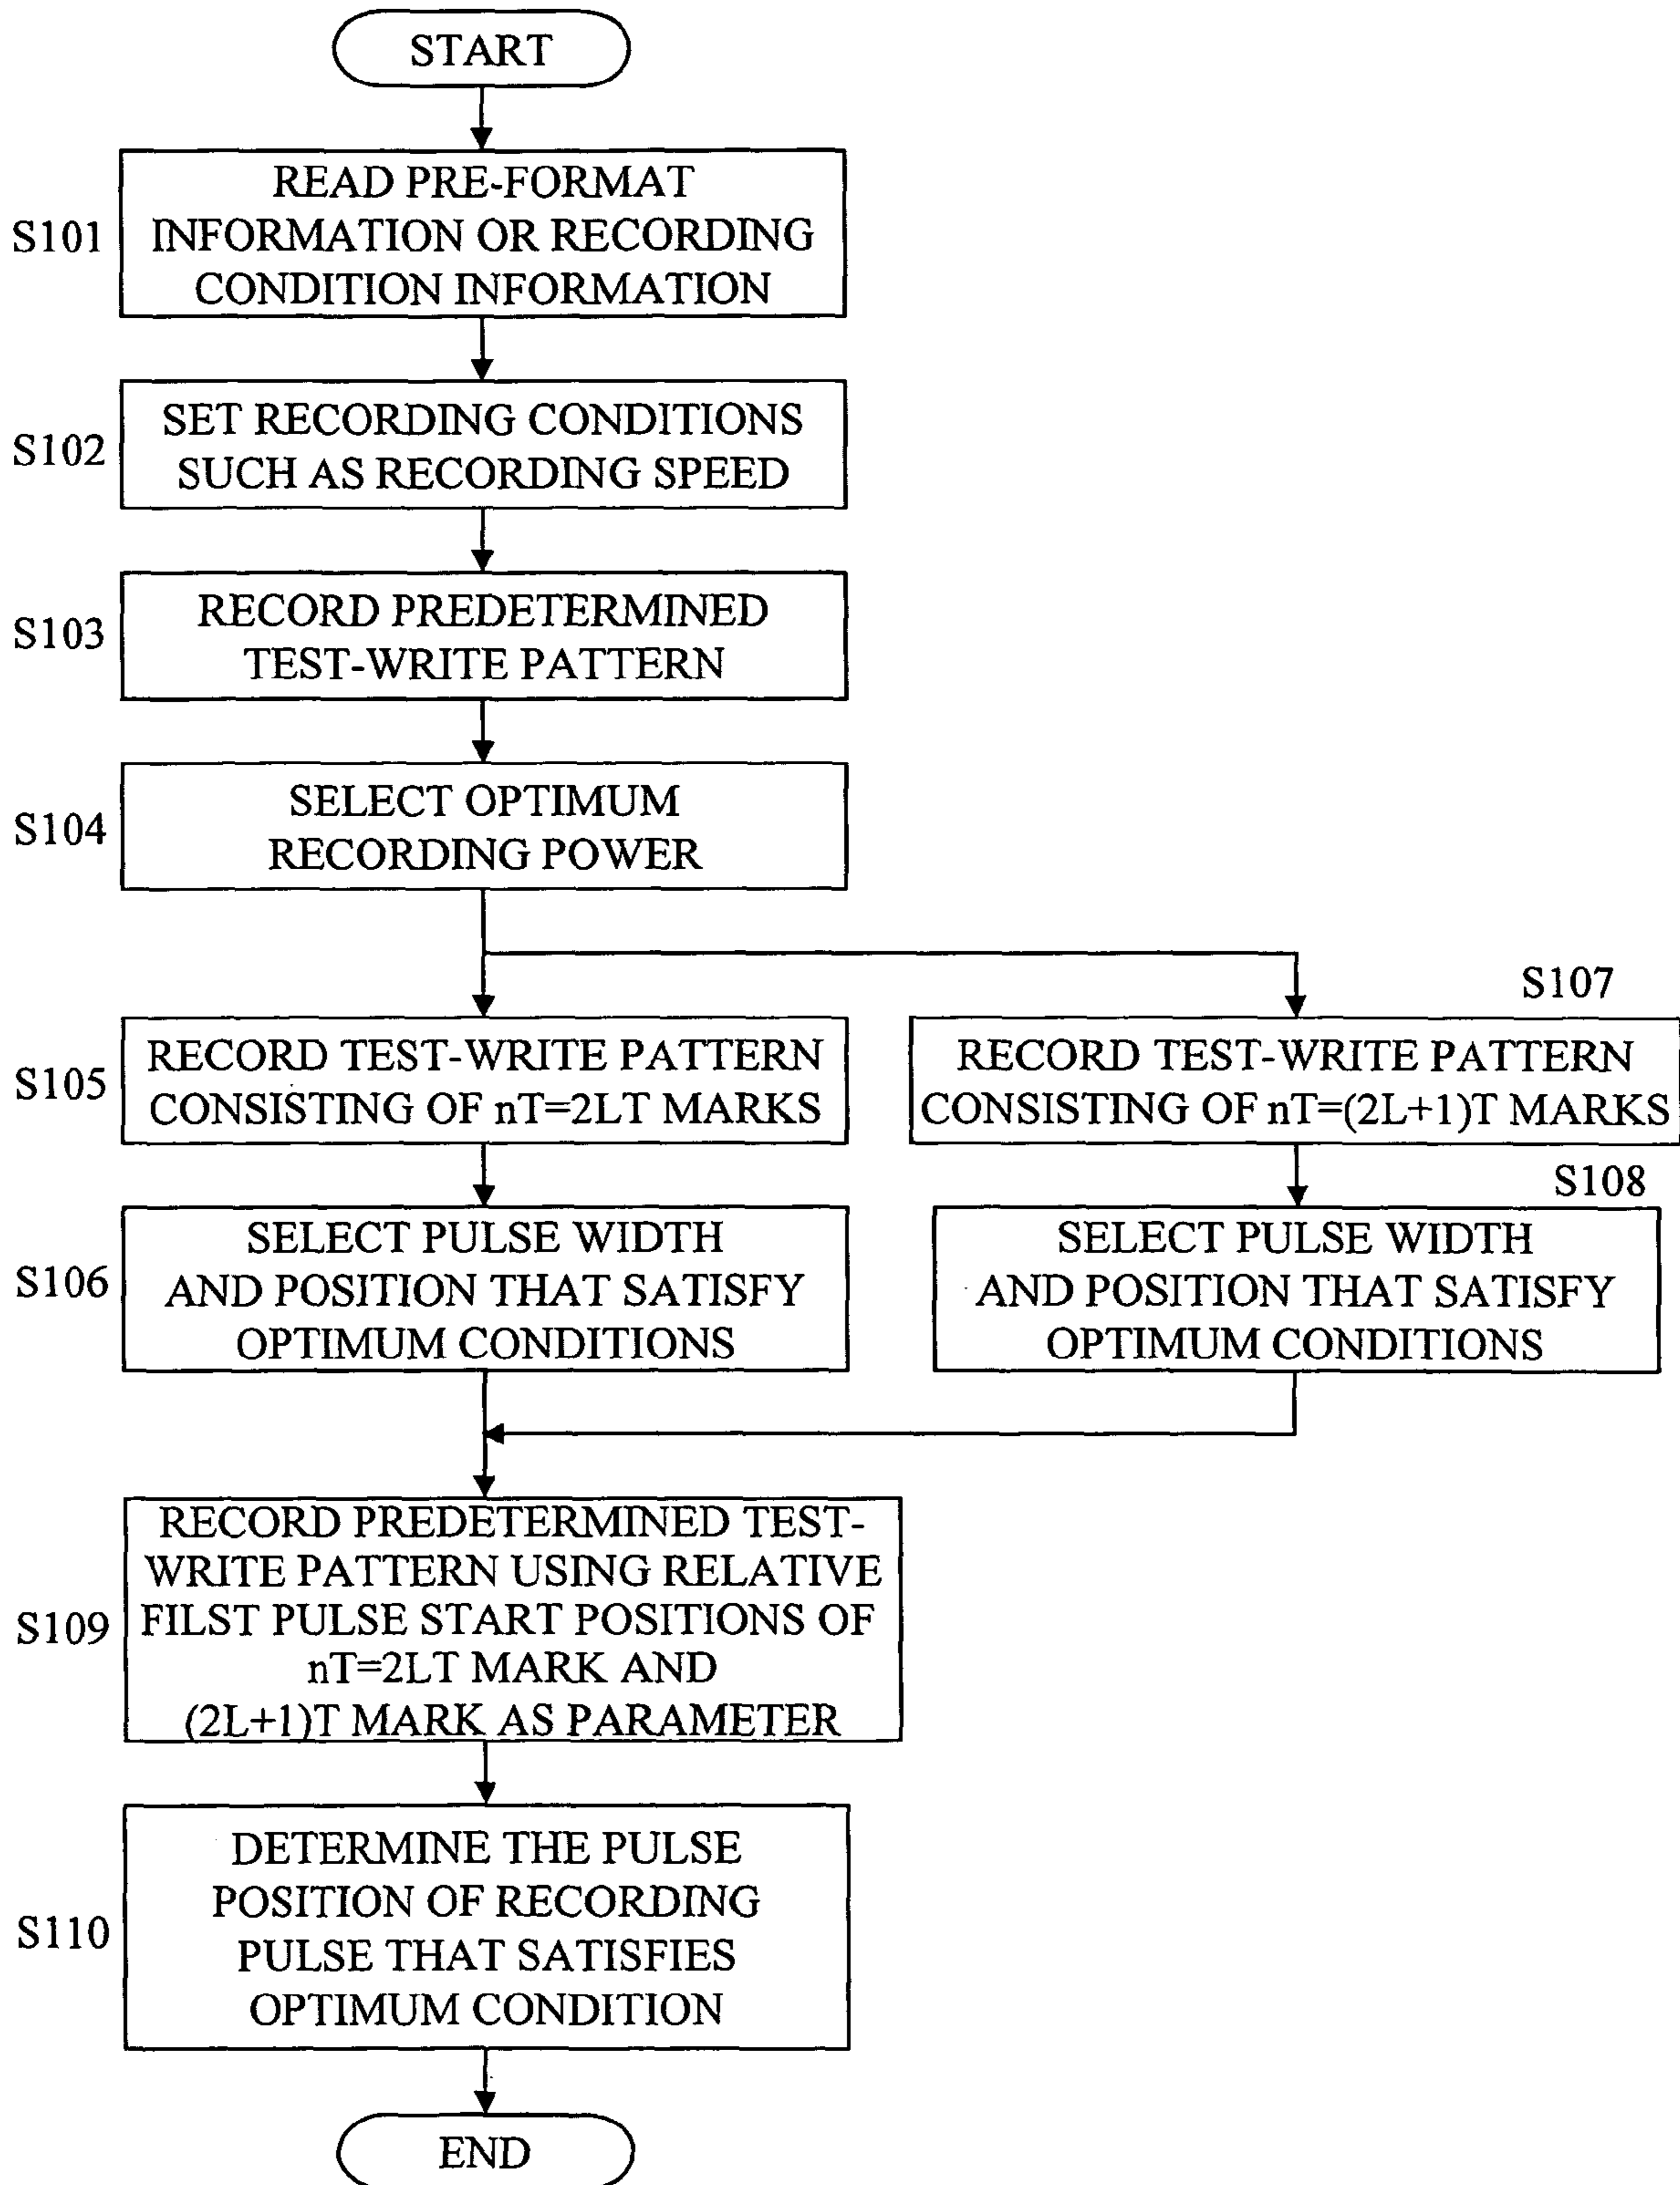 START
READ PRE-FORMAT
INFORMATION OR RECORDING
CONDITION INFORMATION
S101
SET RECORDING CONDITIONS
SUCH AS RECORDING SPEED
S102
RECORD PREDETERMINED
TEST-WRITE PATTERN
S103
SELECT OPTIMUM
RECORDING POWER
S104
RECORD TEST-WRITE PATTERN
CONSISTING OF nT=2LT MARKS
S105
S107
RECORD TEST-WRITE PATTERN
CONSISTING OF nT=(2L+1)T MARKS
SELECT PULSE WIDTH
AND POSITION THAT SATISFY
OPTIMUM CONDITIONS
S106
S108
SELECT PULSE WIDTH
AND POSITION THAT SATISFY
OPTIMUM CONDITIONS
RECORD PREDETERMINED TEST-
WRITE PATTERN USING RELATIVE
FILST PULSE START POSITIONS OF
nT=2LT MARK AND
(2L+1)T MARK AS PARAMETER
S109
DETERMINE THE PULSE
POSITION OF RECORDING
PULSE THAT SATISFIES
OPTIMUM CONDITION
S110
END